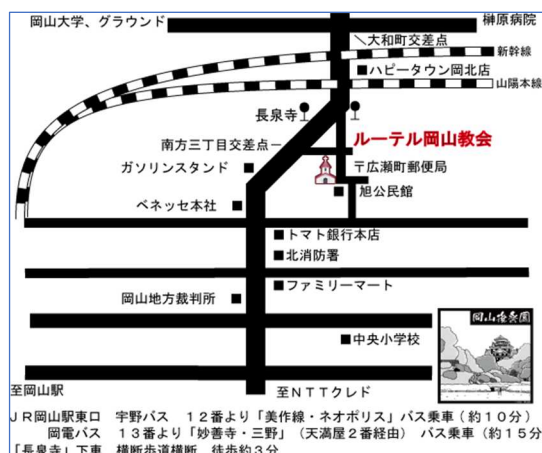 岡山大学、グラウンド
榊原病院
＼大和町交差点
新幹線
■ハピータウン岡北店
山陽本線
長泉寺
ルーテル岡山教会
南方三丁目交差点－
〒広瀬町郵便局
ガソリンスタンド■
■旭公民館
ベネッセ本社■
■トマト銀行本店
■北消防署
■ファミリーマート
岡山地方裁判所■
岡山後楽園
■中央小学校
至岡山駅
至ＮＴＴクレド
ＪＲ岡山駅東口　宇野バス　１２番より「美作線・ネオポリス」バス乗車（約１０分）
岡電バス　１３番より「妙善寺・三野」（天満屋２番経由）　バス乗車（約１５分
「長泉寺」下車　横断歩道横断　徒歩約３分